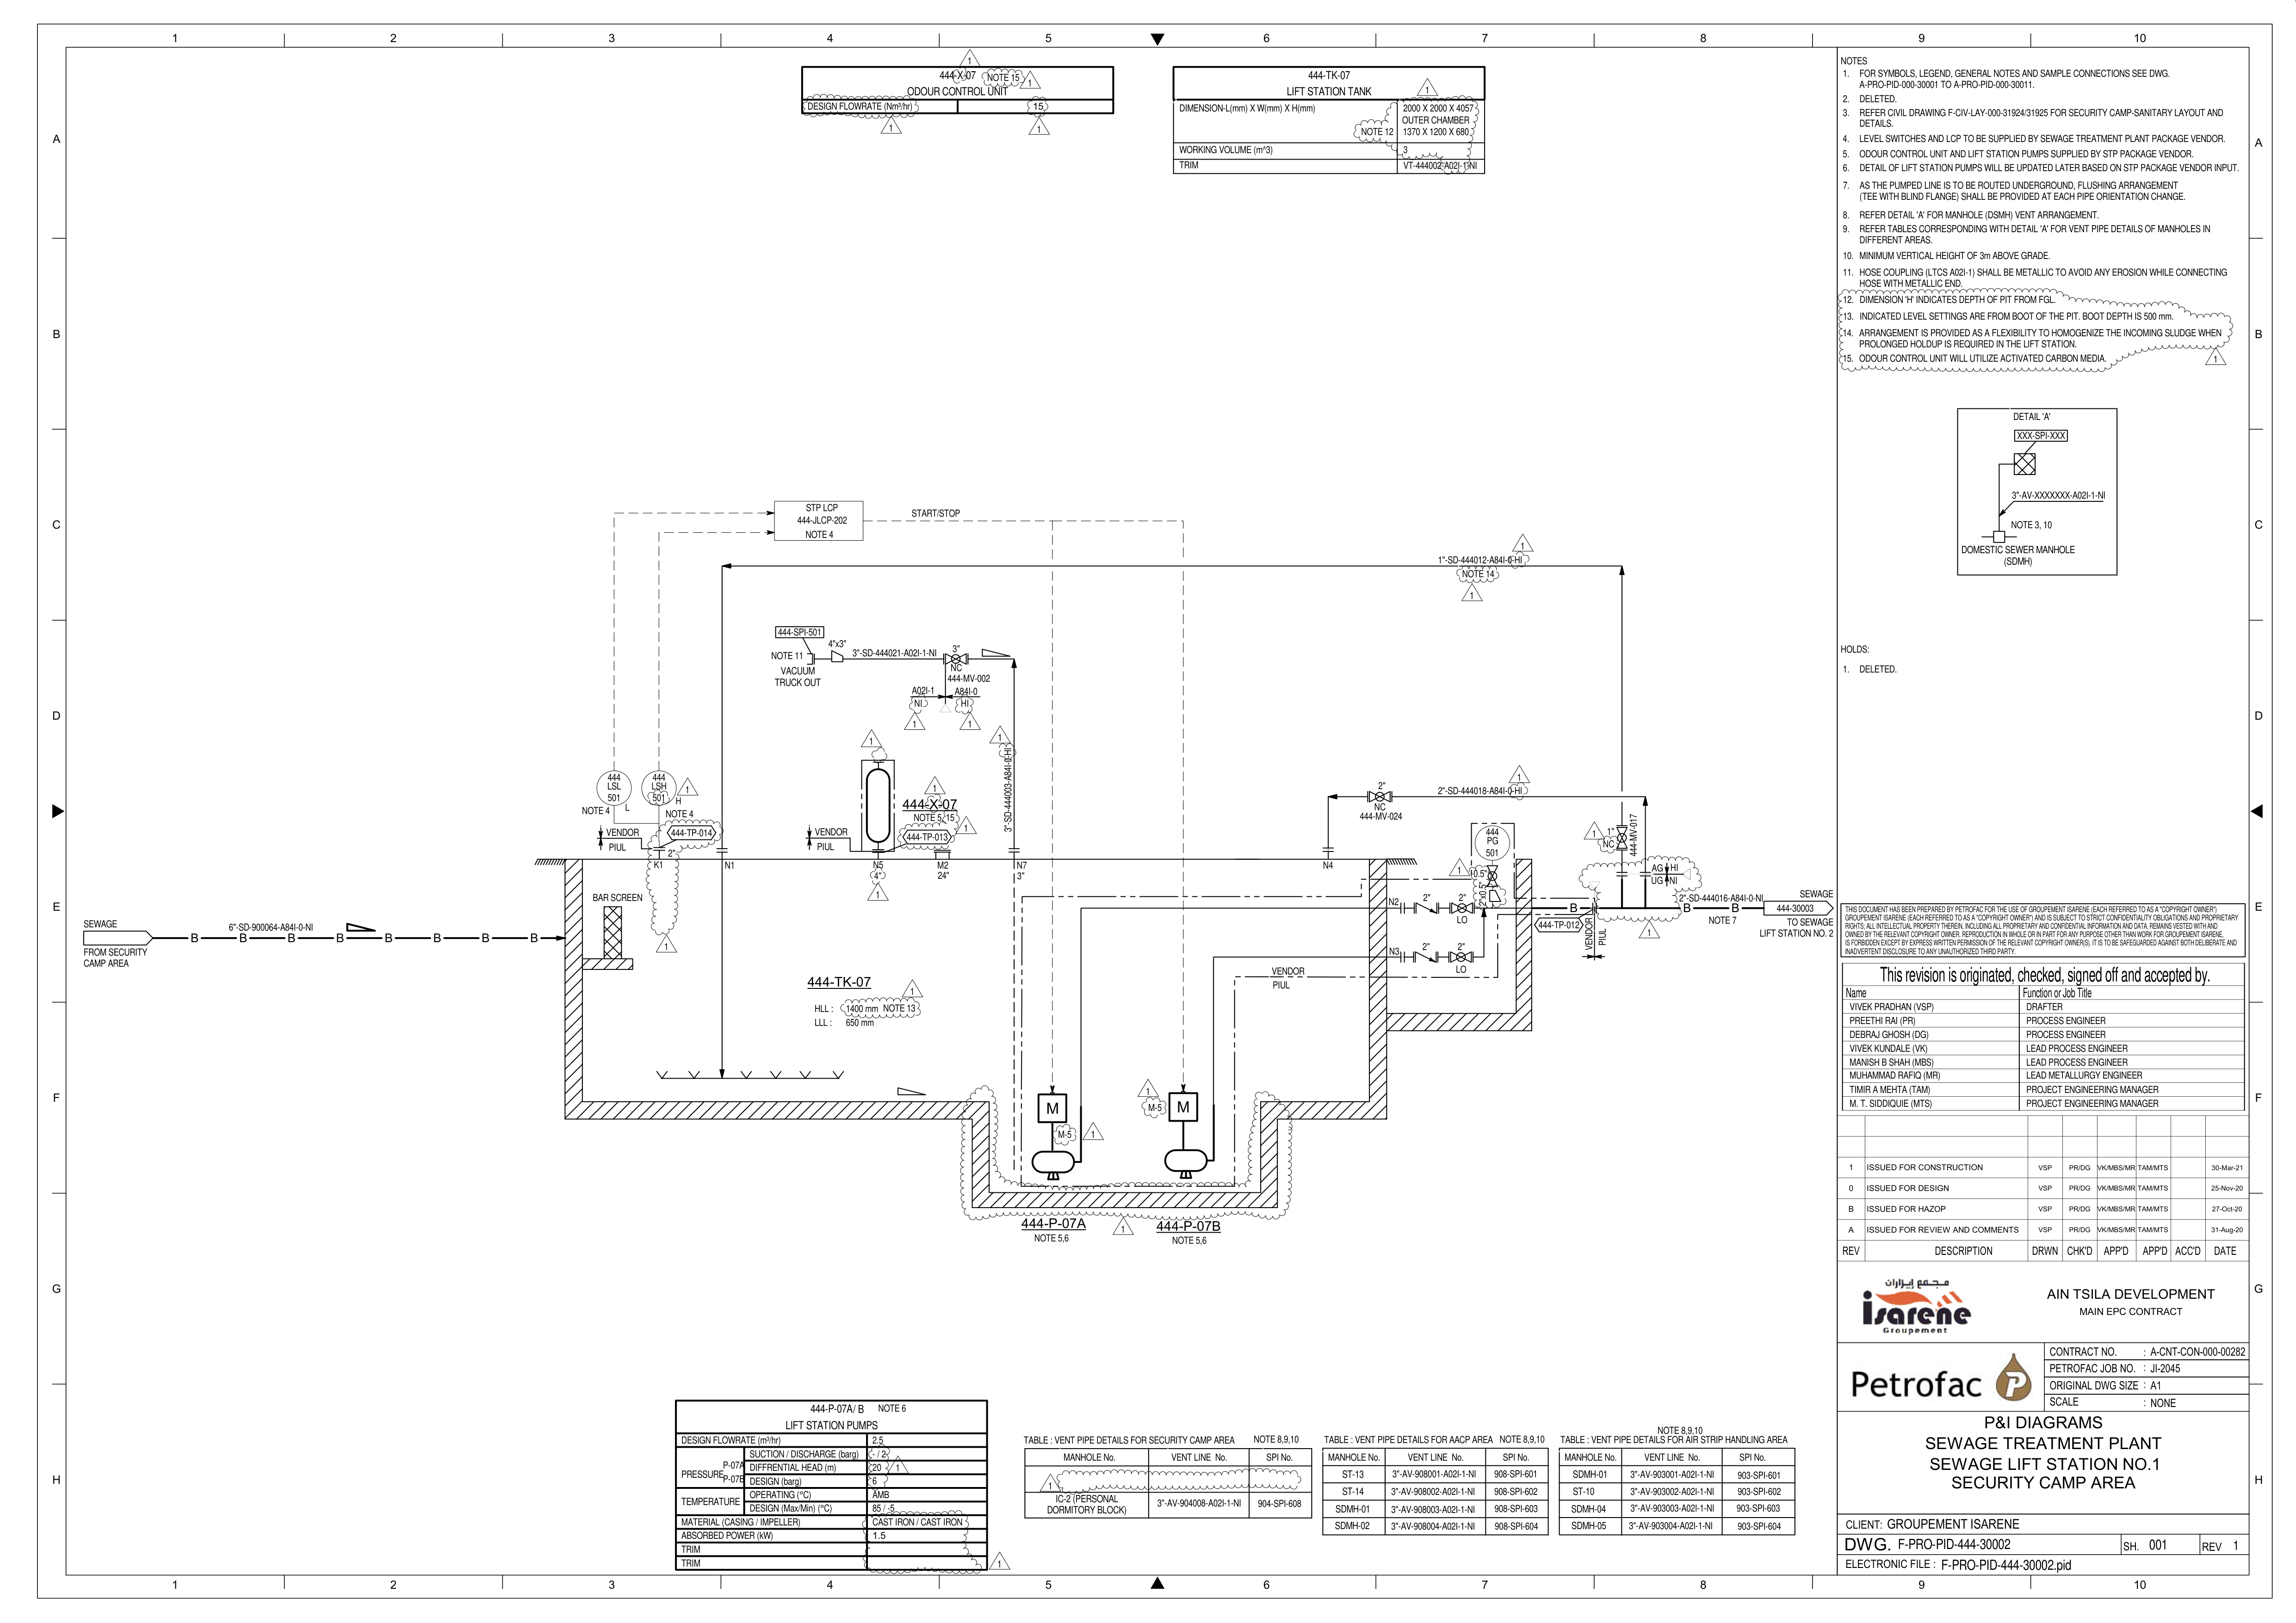 1 2 3 4 5 6 7 8 9 10
A
B
C
D
E
F
G
H
444-X-07 NOTE 15
ODOUR CONTROL UNIT
DESIGN FLOWRATE (Nm³/hr) 15
1
444-TK-07
LIFT STATION TANK
DIMENSION-L(mm) X W(mm) X H(mm) 2000 X 2000 X 4057
OUTER CHAMBER
NOTE 12 1370 X 1200 X 680
WORKING VOLUME (m^3) 3
TRIM VT-444002-A02I-1-NI
NOTES
1. FOR SYMBOLS, LEGEND, GENERAL NOTES AND SAMPLE CONNECTIONS SEE DWG.
A-PRO-PID-000-30001 TO A-PRO-PID-000-30011.
2. DELETED.
3. REFER CIVIL DRAWING F-CIV-LAY-000-31924/31925 FOR SECURITY CAMP-SANITARY LAYOUT AND
DETAILS.
4. LEVEL SWITCHES AND LCP TO BE SUPPLIED BY SEWAGE TREATMENT PLANT PACKAGE VENDOR.
5. ODOUR CONTROL UNIT AND LIFT STATION PUMPS SUPPLIED BY STP PACKAGE VENDOR.
6. DETAIL OF LIFT STATION PUMPS WILL BE UPDATED LATER BASED ON STP PACKAGE VENDOR INPUT.
7. AS THE PUMPED LINE IS TO BE ROUTED UNDERGROUND, FLUSHING ARRANGEMENT
(TEE WITH BLIND FLANGE) SHALL BE PROVIDED AT EACH PIPE ORIENTATION CHANGE.
8. REFER DETAIL 'A' FOR MANHOLE (DSMH) VENT ARRANGEMENT.
9. REFER TABLES CORRESPONDING WITH DETAIL 'A' FOR VENT PIPE DETAILS OF MANHOLES IN
DIFFERENT AREAS.
10. MINIMUM VERTICAL HEIGHT OF 3m ABOVE GRADE.
11. HOSE COUPLING (LTCS A02I-1) SHALL BE METALLIC TO AVOID ANY EROSION WHILE CONNECTING
HOSE WITH METALLIC END.
12. DIMENSION 'H' INDICATES DEPTH OF PIT FROM FGL.
13. INDICATED LEVEL SETTINGS ARE FROM BOOT OF THE PIT. BOOT DEPTH IS 500 mm.
14. ARRANGEMENT IS PROVIDED AS A FLEXIBILITY TO HOMOGENIZE THE INCOMING SLUDGE WHEN
PROLONGED HOLDUP IS REQUIRED IN THE LIFT STATION.
15. ODOUR CONTROL UNIT WILL UTILIZE ACTIVATED CARBON MEDIA.
1
DETAIL 'A'
XXX-SPI-XXX
3"-AV-XXXXXXX-A02I-1-NI
NOTE 3, 10
DOMESTIC SEWER MANHOLE
(SDMH)
HOLDS:
1. DELETED.
STP LCP
444-JLCP-202
NOTE 4
START/STOP
1"-SD-444012-A84I-0-HI
NOTE 14
1
444-SPI-501
NOTE 11
4"x3"
3"-SD-444021-A02I-1-NI
3"
NC
444-MV-002
VACUUM
TRUCK OUT
A02I-1 A84I-0
NI HI
1 1
3"-SD-444003-A84I-0-HI
444
LSL
501
L
NOTE 4
444
LSH
501
H
NOTE 4
VENDOR
PIUL
444-TP-014
2"
K1
N1
444-X-07
NOTE 5, 15
444-TP-013
VENDOR
PIUL
N5
4"
M2
24"
N7
3"
2"
NC
444-MV-024
2"-SD-444018-A84I-0-HI
N4
444
PG
501
0.5"
2"x0.5"
1"
NC
444-MV-017
AG HI
UG NI
2"-SD-444016-A84I-0-NI
NOTE 7
SEWAGE
444-30003
TO SEWAGE
LIFT STATION NO. 2
N2 2" 2"
LO
N3 2" 2"
LO
444-TP-012
VENDOR
PIUL
VENDOR
PIUL
BAR SCREEN
SEWAGE
6"-SD-900064-A84I-0-NI
B B B B B B B B
FROM SECURITY
CAMP AREA
B B B
444-TK-07
HLL : 1400 mm NOTE 13
LLL : 650 mm
M
M-5
M
M-5
444-P-07A
NOTE 5,6
444-P-07B
NOTE 5,6
THIS DOCUMENT HAS BEEN PREPARED BY PETROFAC FOR THE USE OF GROUPEMENT ISARENE (EACH REFERRED TO AS A "COPYRIGHT OWNER")
GROUPEMENT ISARENE (EACH REFERRED TO AS A "COPYRIGHT OWNER") AND IS SUBJECT TO STRICT CONFIDENTIALITY OBLIGATIONS AND PROPRIETARY
RIGHTS; ALL INTELLECTUAL PROPERTY THEREIN, INCLUDING ALL PROPRIETARY AND CONFIDENTIAL INFORMATION AND DATA, REMAINS VESTED WITH AND
OWNED BY THE RELEVANT COPYRIGHT OWNER. REPRODUCTION IN WHOLE OR IN PART FOR ANY PURPOSE OTHER THAN WORK FOR GROUPEMENT ISARENE,
IS FORBIDDEN EXCEPT BY EXPRESS WRITTEN PERMISSION OF THE RELEVANT COPYRIGHT OWNER(S). IT IS TO BE SAFEGUARDED AGAINST BOTH DELIBERATE AND
INADVERTENT DISCLOSURE TO ANY UNAUTHORIZED THIRD PARTY.
This revision is originated, checked, signed off and accepted by.
Name Function or Job Title
VIVEK PRADHAN (VSP) DRAFTER
PREETHI RAI (PR) PROCESS ENGINEER
DEBRAJ GHOSH (DG) PROCESS ENGINEER
VIVEK KUNDALE (VK) LEAD PROCESS ENGINEER
MANISH B SHAH (MBS) LEAD PROCESS ENGINEER
MUHAMMAD RAFIQ (MR) LEAD METALLURGY ENGINEER
TIMIR A MEHTA (TAM) PROJECT ENGINEERING MANAGER
M. T. SIDDIQUIE (MTS) PROJECT ENGINEERING MANAGER
1 ISSUED FOR CONSTRUCTION VSP PR/DG VK/MBS/MR TAM/MTS 30-Mar-21
0 ISSUED FOR DESIGN VSP PR/DG VK/MBS/MR TAM/MTS 25-Nov-20
B ISSUED FOR HAZOP VSP PR/DG VK/MBS/MR TAM/MTS 27-Oct-20
A ISSUED FOR REVIEW AND COMMENTS VSP PR/DG VK/MBS/MR TAM/MTS 31-Aug-20
REV DESCRIPTION DRWN CHK'D APP'D APP'D ACC'D DATE
مجمع إيزاران
isarene
Groupement
AIN TSILA DEVELOPMENT
MAIN EPC CONTRACT
Petrofac
CONTRACT NO. : A-CNT-CON-000-00282
PETROFAC JOB NO. : JI-2045
ORIGINAL DWG SIZE : A1
SCALE : NONE
P&I DIAGRAMS
SEWAGE TREATMENT PLANT
SEWAGE LIFT STATION NO.1
SECURITY CAMP AREA
CLIENT: GROUPEMENT ISARENE
DWG. F-PRO-PID-444-30002 SH. 001 REV 1
ELECTRONIC FILE : F-PRO-PID-444-30002.pid
444-P-07A/ B NOTE 6
LIFT STATION PUMPS
DESIGN FLOWRATE (m³/hr) 2.5
PRESSURE P-07A P-07B
SUCTION / DISCHARGE (barg) - / 2
DIFFRENTIAL HEAD (m) 20
DESIGN (barg) 6
TEMPERATURE
OPERATING (°C) AMB
DESIGN (Max/Min) (°C) 85 / -5
MATERIAL (CASING / IMPELLER) CAST IRON / CAST IRON
ABSORBED POWER (kW) 1.5
TRIM
TRIM
TABLE : VENT PIPE DETAILS FOR SECURITY CAMP AREA NOTE 8,9,10
MANHOLE No. VENT LINE No. SPI No.
1
IC-2 (PERSONAL
DORMITORY BLOCK) 3"-AV-904008-A02I-1-NI 904-SPI-608
TABLE : VENT PIPE DETAILS FOR AACP AREA NOTE 8,9,10
MANHOLE No. VENT LINE No. SPI No.
ST-13 3"-AV-908001-A02I-1-NI 908-SPI-601
ST-14 3"-AV-908002-A02I-1-NI 908-SPI-602
SDMH-01 3"-AV-908003-A02I-1-NI 908-SPI-603
SDMH-02 3"-AV-908004-A02I-1-NI 908-SPI-604
NOTE 8,9,10
TABLE : VENT PIPE DETAILS FOR AIR STRIP HANDLING AREA
MANHOLE No. VENT LINE No. SPI No.
SDMH-01 3"-AV-903001-A02I-1-NI 903-SPI-601
ST-10 3"-AV-903002-A02I-1-NI 903-SPI-602
SDMH-04 3"-AV-903003-A02I-1-NI 903-SPI-603
SDMH-05 3"-AV-903004-A02I-1-NI 903-SPI-604
1 2 3 4 5 6 7 8 9 10